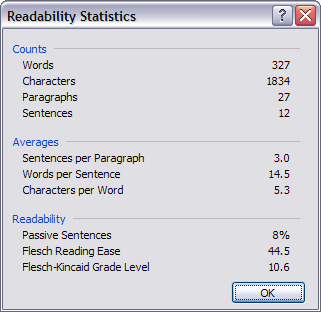 Readability Statistics
Counts
Words 327
Characters 1834
Paragraphs 27
Sentences 12
Averages
Sentences per Paragraph 3.0
Words per Sentence 14.5
Characters per Word 5.3
Readability
Passive Sentences 8%
Flesch Reading Ease 44.5
Flesch-Kincaid Grade Level 10.6
OK